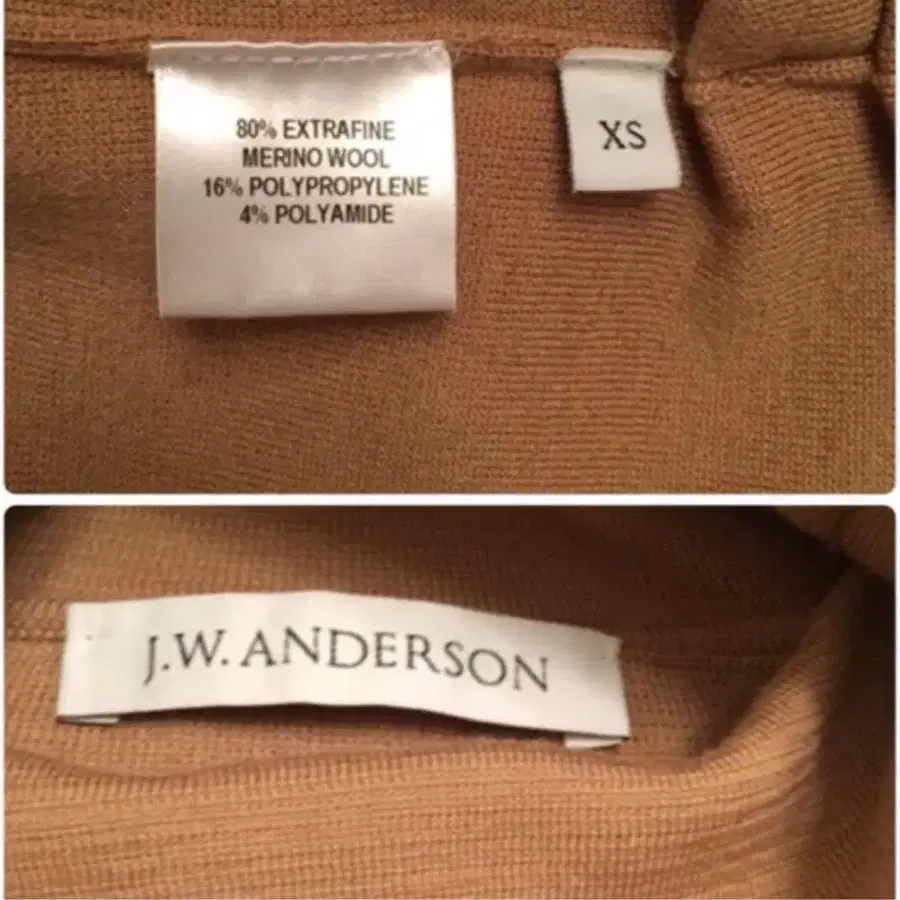 80% EXTRAFINE
MERINO WOOL
16% POLYPROPYLENE
4% POLYAMIDE
XS
J.W. ANDERSON